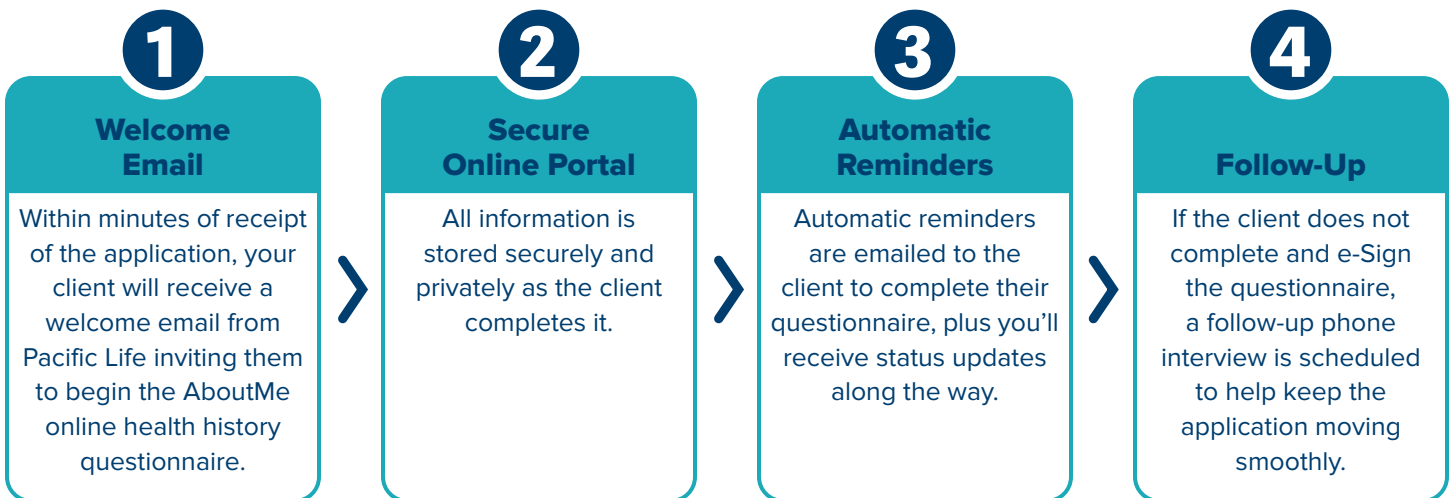 1
Welcome
Email
Within minutes of receipt
of the application, your
client will receive a
welcome email from
Pacific Life inviting them
to begin the AboutMe
online health history
questionnaire.
2
Secure
Online Portal
All information is
stored securely and
privately as the client
completes it.
3
Automatic
Reminders
Automatic reminders
are emailed to the
client to complete their
questionnaire, plus you’ll
receive status updates
along the way.
4
Follow-Up
If the client does not
complete and e-Sign
the questionnaire,
a follow-up phone
interview is scheduled
to help keep the
application moving
smoothly.